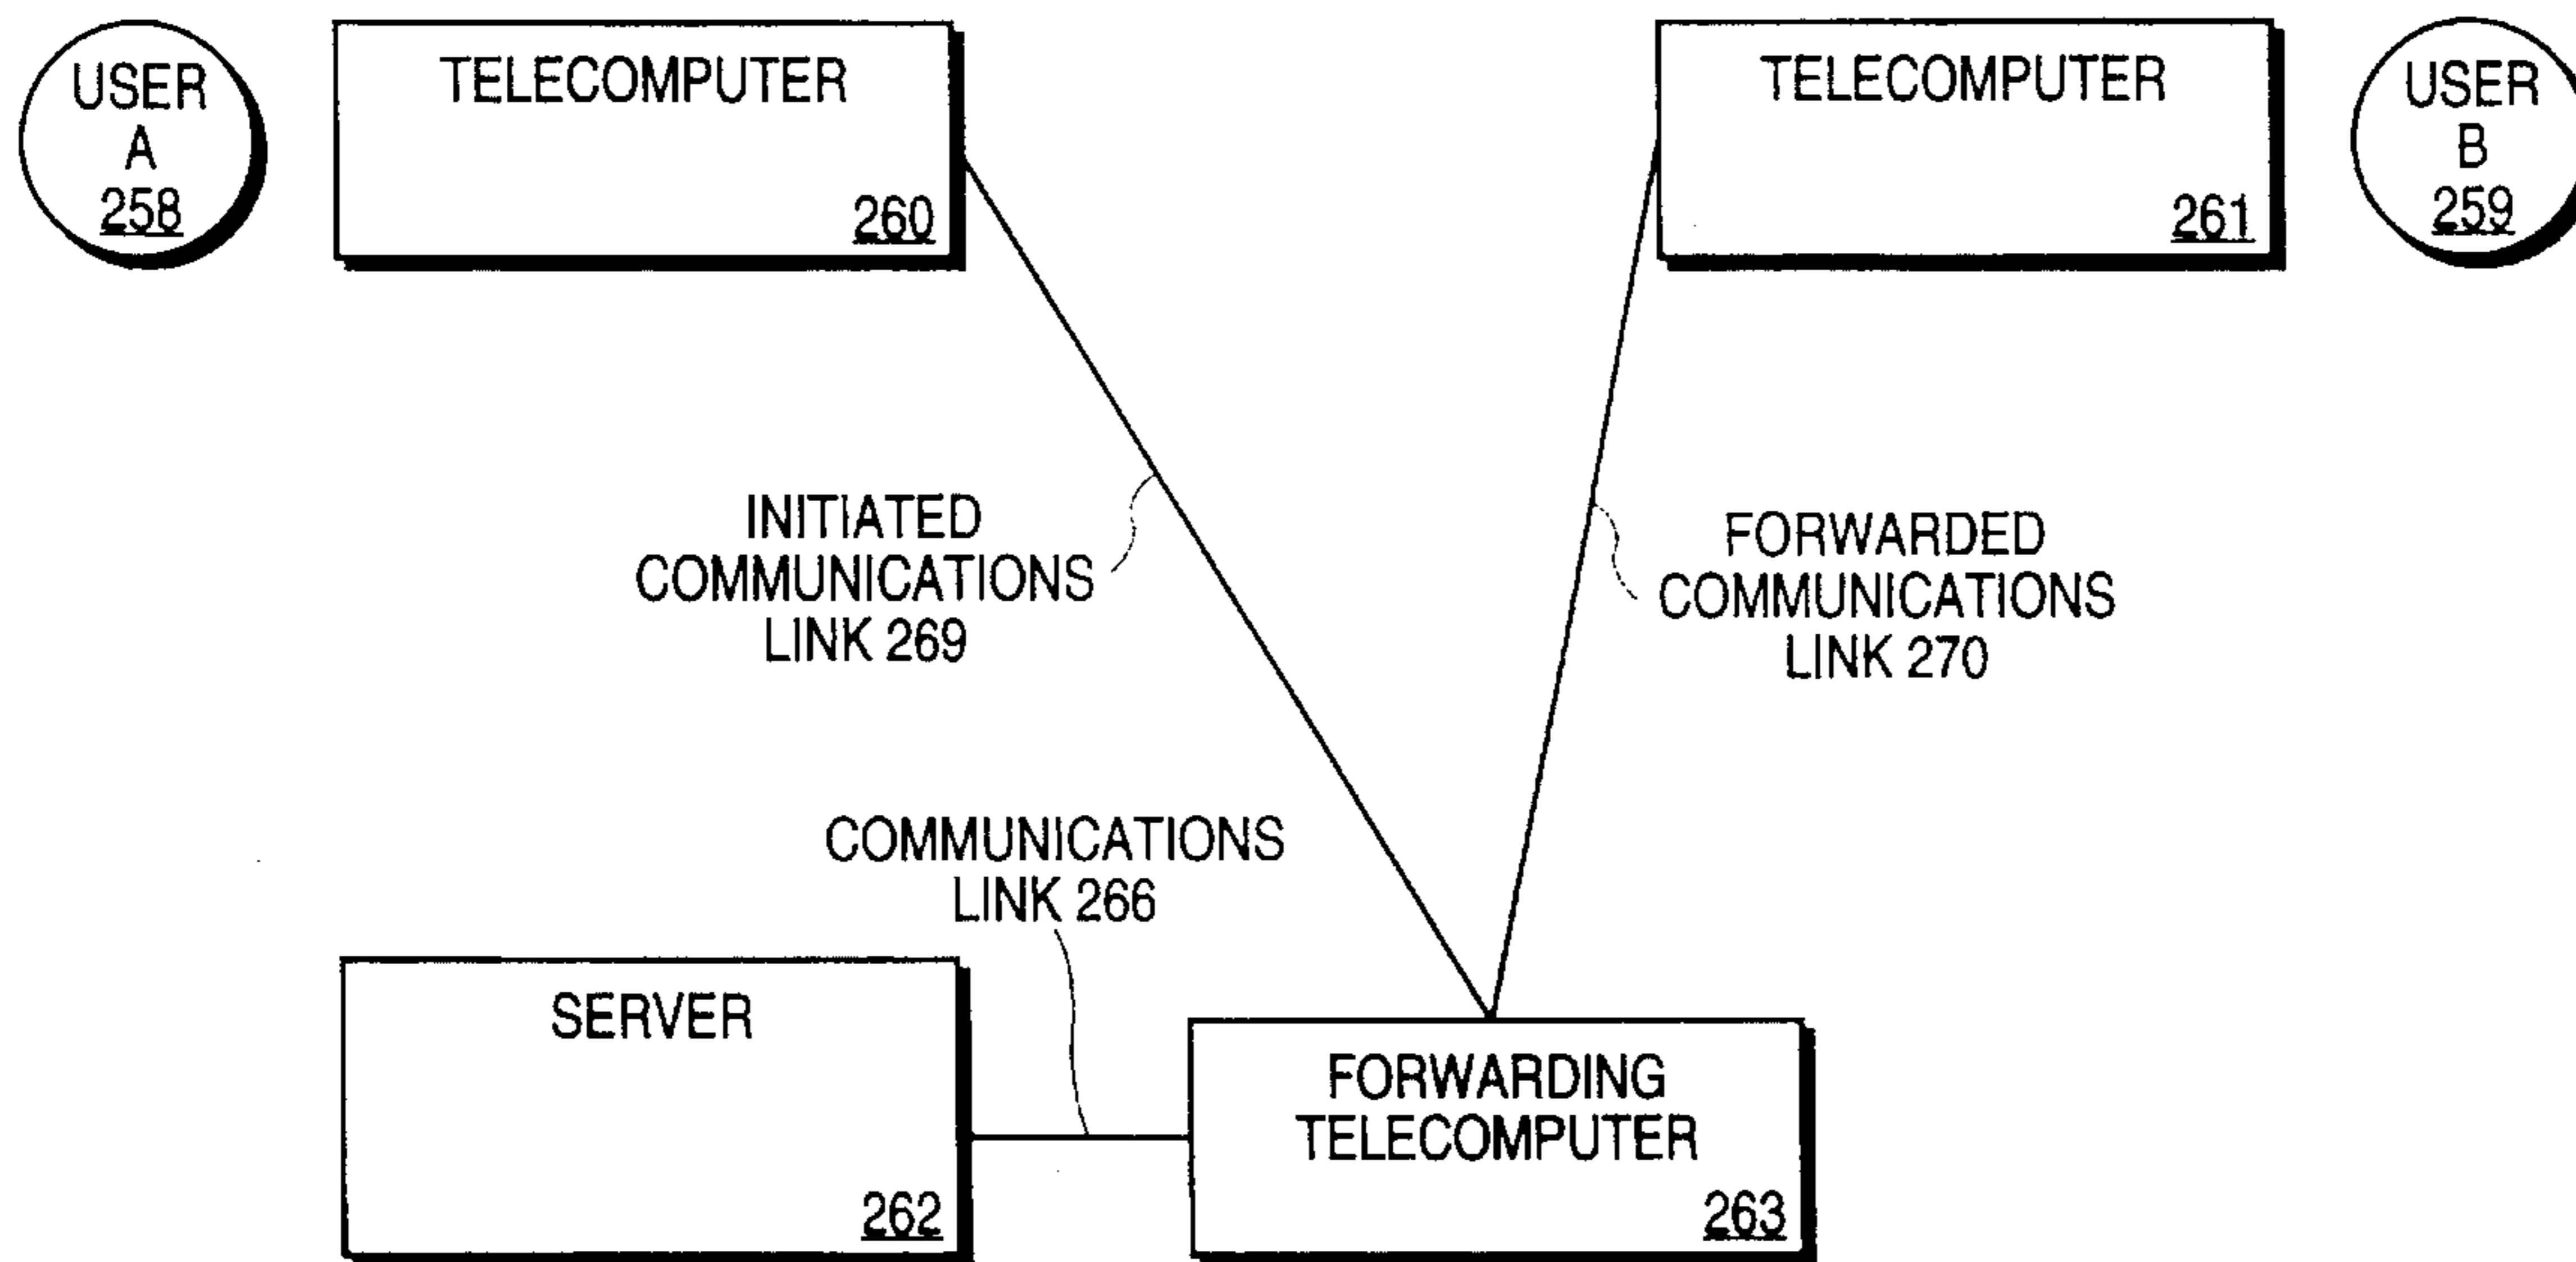 USER
A
258
TELECOMPUTER
260
TELECOMPUTER
261
USER
B
259
INITIATED
COMMUNICATIONS
LINK 269
FORWARDED
COMMUNICATIONS
LINK 270
COMMUNICATIONS
LINK 266
SERVER
262
FORWARDING
TELECOMPUTER
263